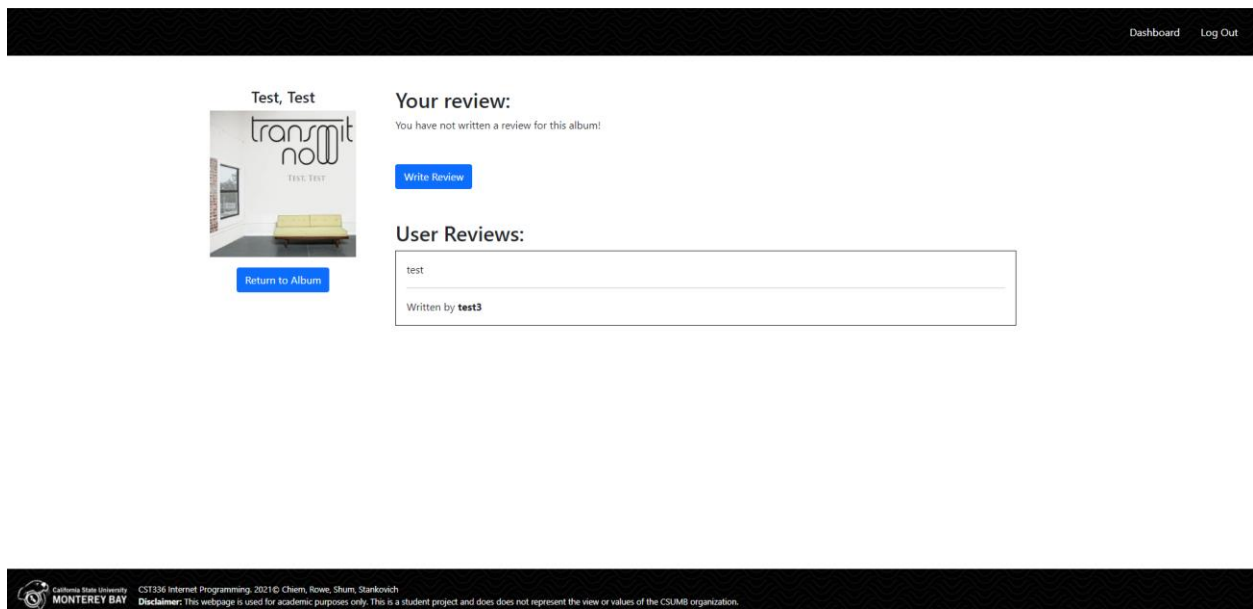 Dashboard Log Out
Test, Test
transmit
now
TEST, TEST
Return to Album
Your review:
You have not written a review for this album!
Write Review
User Reviews:
test
Written by test3
California State University
MONTEREY BAY
CST336 Internet Programming. 2021© Chiem, Rowe, Shum, Stankovich
Disclaimer: This webpage is used for academic purposes only. This is a student project and does does not represent the view or values of the CSUMB organization.